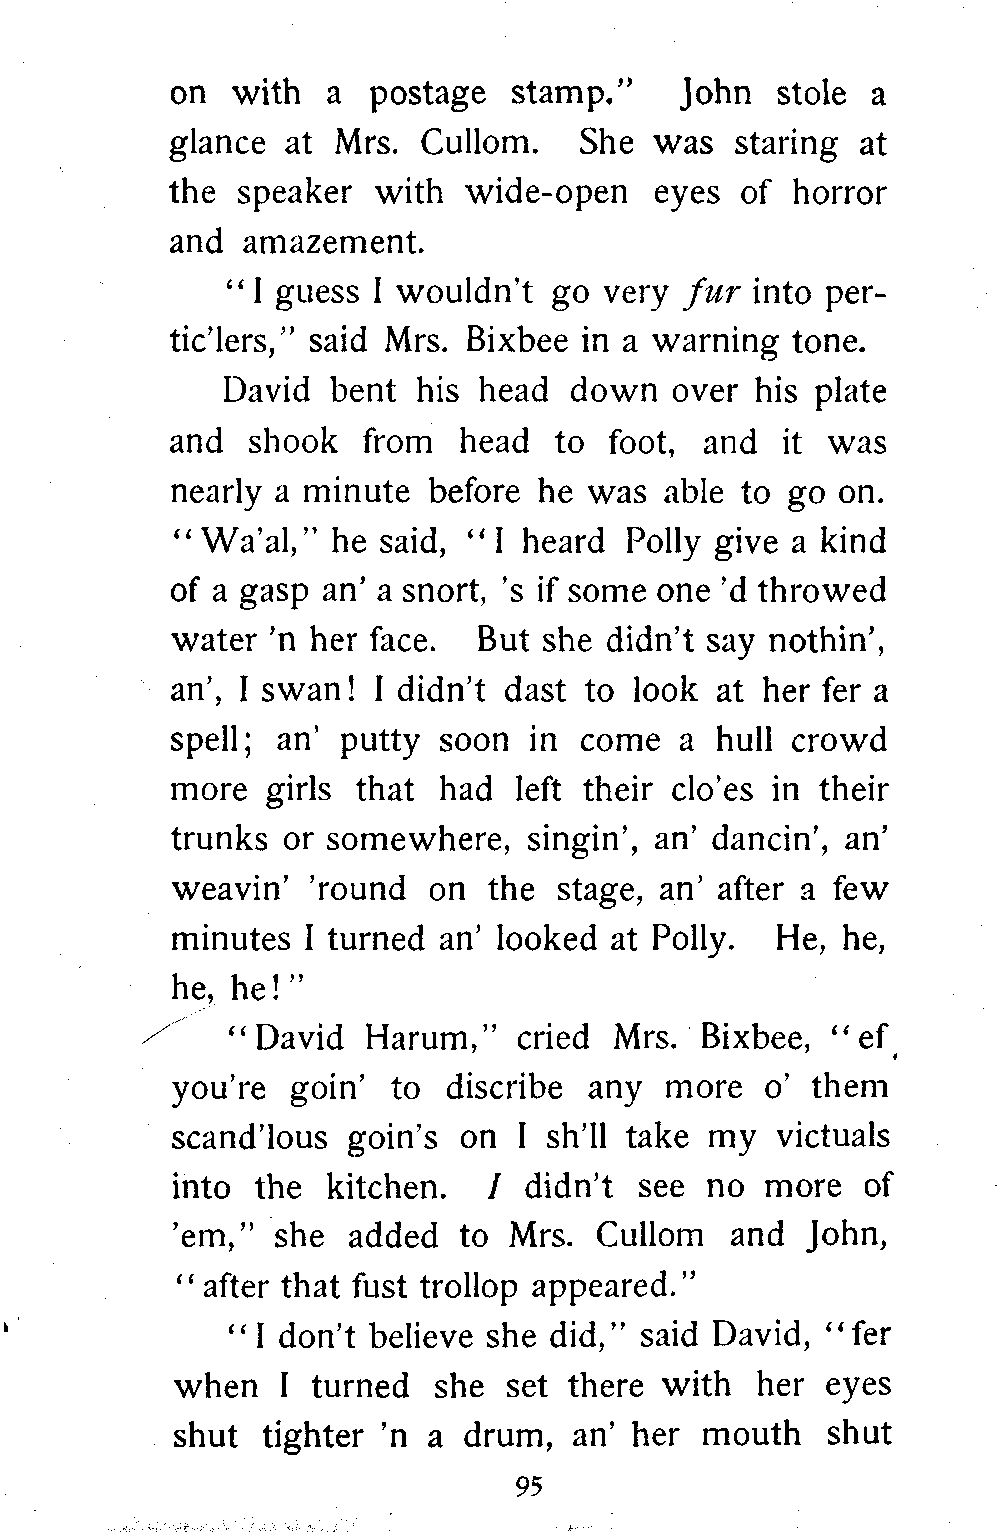 on with a postage stamp." John stole a
glance at Mrs. Cullom. She was staring at
the speaker with wide-open eyes of horror
and amazement.
"I guess I wouldn't go very fur into per-
tic'lers," said Mrs. Bixbee in a warning tone.
David bent his head down over his plate
and shook from head to foot, and it was
nearly a minute before he was able to go on.
"Wa'al," he said, "I heard Polly give a kind
of a gasp an' a snort, 's if some one 'd throwed
water 'n her face. But she didn't say nothin',
an', I swan! I didn't dast to look at her fer a
spell; an' putty soon in come a hull crowd
more girls that had left their clo'es in their
trunks or somewhere, singin', an' dancin', an'
weavin' 'round on the stage, an' after a few
minutes I turned an' looked at Polly. He, he,
he, he!"
"David Harum," cried Mrs. Bixbee, "ef
you're goin' to discribe any more o' them
scand'lous goin's on I sh'll take my victuals
into the kitchen. I didn't see no more of
'em," she added to Mrs. Cullom and John,
"after that fust trollop appeared."
"I don't believe she did," said David, "fer
when I turned she set there with her eyes
shut tighter 'n a drum, an' her mouth shut
95